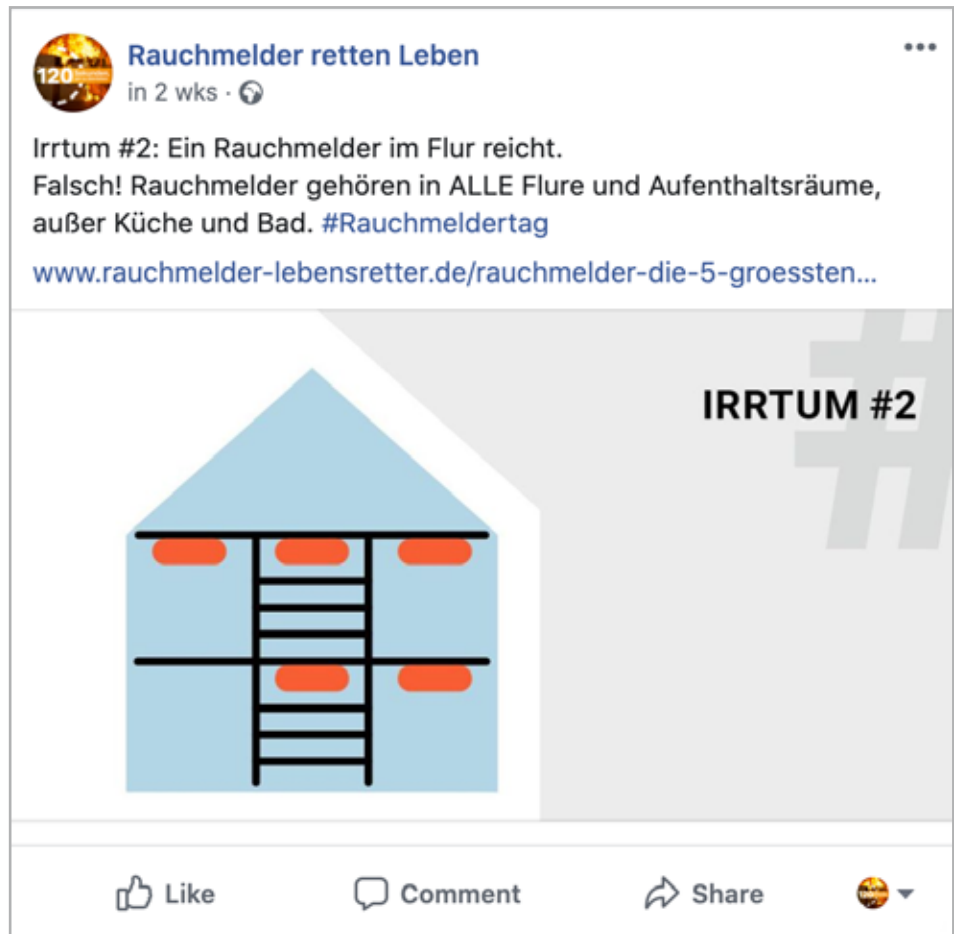 Rauchmelder retten Leben
in 2 wks ·
120
Irrtum #2: Ein Rauchmelder im Flur reicht.
Falsch! Rauchmelder gehören in ALLE Flure und Aufenthaltsräume,
außer Küche und Bad. #Rauchmeldertag
www.rauchmelder-lebensretter.de/rauchmelder-die-5-groessten...
#
IRRTUM #2
Like
Comment
Share